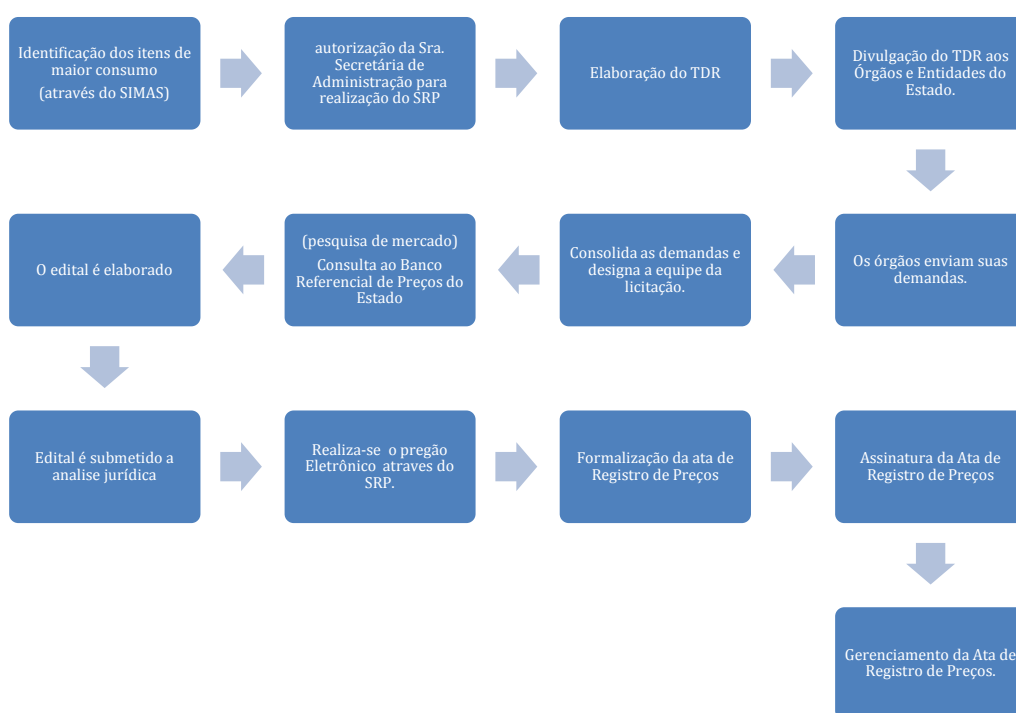 Identificação dos itens de
maior consumo
(através do SIMAS)
autorização da Sra.
Secretária de
Administração para
realização do SRP
Elaboração do TDR
Divulgação do TDR aos
Órgãos e Entidades do
Estado.
Os órgãos enviam suas
demandas.
Consolida as demandas e
designa a equipe da
licitação.
(pesquisa de mercado)
Consulta ao Banco
Referencial de Preços do
Estado
O edital é elaborado
Edital é submetido a
analise jurídica
Realiza-se o pregão
Eletrônico atraves do
SRP.
Formalização da ata de
Registro de Preços
Assinatura da Ata de
Registro de Preços
Gerenciamento da Ata de
Registro de Preços.